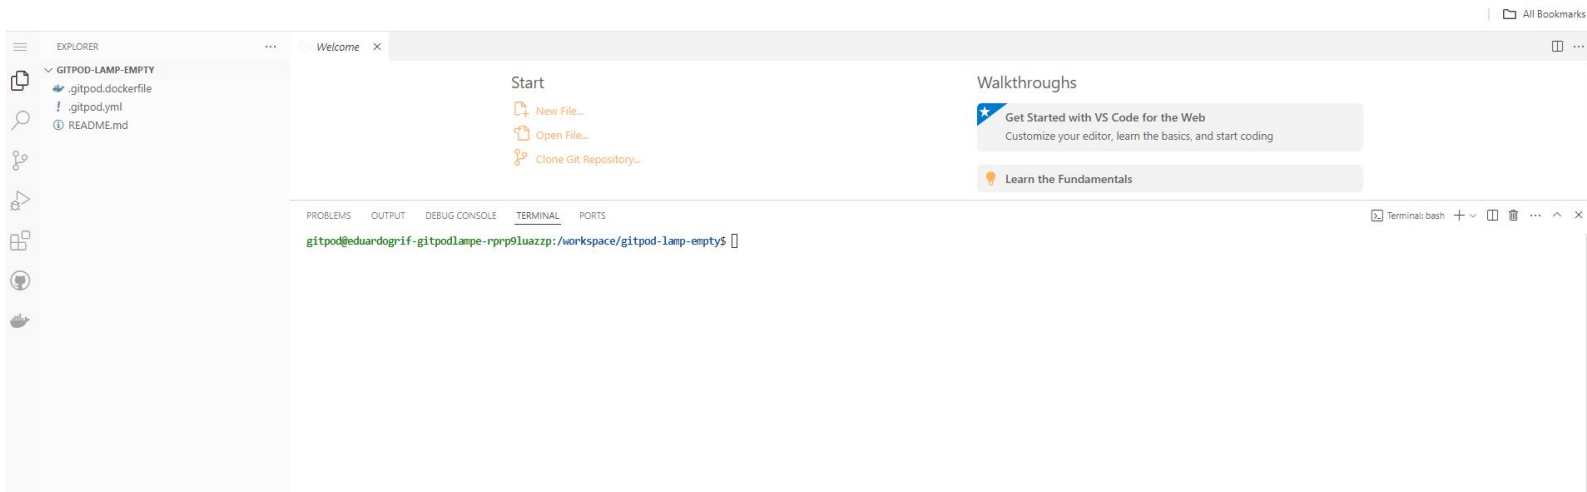 All Bookmarks
EXPLORER
Welcome
GITPOD-LAMP-EMPTY
.gitpod.dockerfile
.gitpod.yml
README.md
Start
New File...
Open File...
Clone Git Repository...
Walkthroughs
Get Started with VS Code for the Web
Customize your editor, learn the basics, and start coding
Learn the Fundamentals
PROBLEMS OUTPUT DEBUG CONSOLE TERMINAL PORTS
Terminal: bash
gitpod@eduardogrif-gitpodlampe-rprp9luazzp:/workspace/gitpod-lamp-empty$